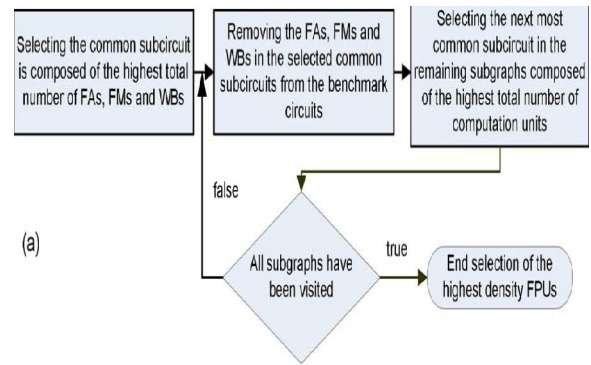 Selecting the common subcircuit
is composed of the highest total
number of FAs, FMs and WBs
Removing the FAs, FMs and
WBs in the selected common
subcircuits from the benchmark
circuits
Selecting the next most
common subcircuit in the
remaining subgraphs composed
of the highest total number of
computation units
false
(a)
All subgraphs have
been visited
true
End selection of the
highest density FPUs